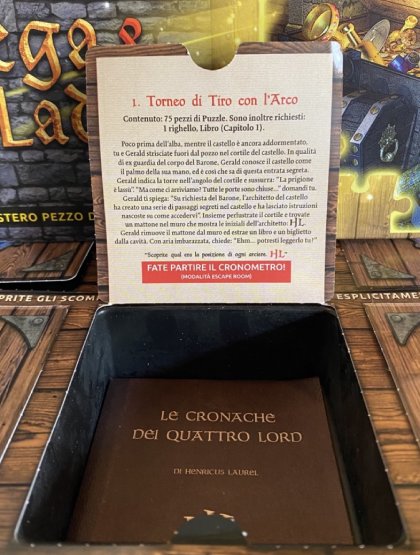 ega &
lad
STERO PEZZO D
1. Torneo di Tiro con l'Arco
Contenuto: 75 pezzi di Puzzle. Sono inoltre richiesti:
1 righello, Libro (Capitolo 1).
Poco prima dell'alba, mentre il castello è ancora addormentato,
tu e Gerald strisciate fuori dal pozzo nel cortile del castello. In qualità
di ex guardia del corpo del Barone, Gerald conosce il castello come
il palmo della sua mano, ed è così che sa di questa entrata segreta.
Gerald indica la torre nell'angolo del cortile e sussurra: "La prigione
è lassù". "Ma come ci arriviamo? Tutte le porte sono chiuse..." domandi tu.
Gerald ti spiega: "Su richiesta del Barone, l'architetto del castello
ha creato una serie di passaggi segreti nel castello e ha lasciato intruzioni
nascoste su come accedervi". Insieme perlustrate il cortile e trovate
un mattone nel muro che mostra le iniziali dell'architetto: HL.
Gerald rimuove il mattone dal muro ed estrae un libro e un biglietto
dalla cavità. Con aria imbarazzata, chiede: "Ehm... potresti leggerlo tu?"
"Scoprite qual era la posizione di ogni arciere. HL"
FATE PARTIRE IL CRONOMETRO!
(MODALITÀ ESCAPE ROOM)
OPRITE GLI SCOM
ESPLICITAME
LE CRONACHE
DEI QUATTRO LORD
DI HENRICUS LAUREL